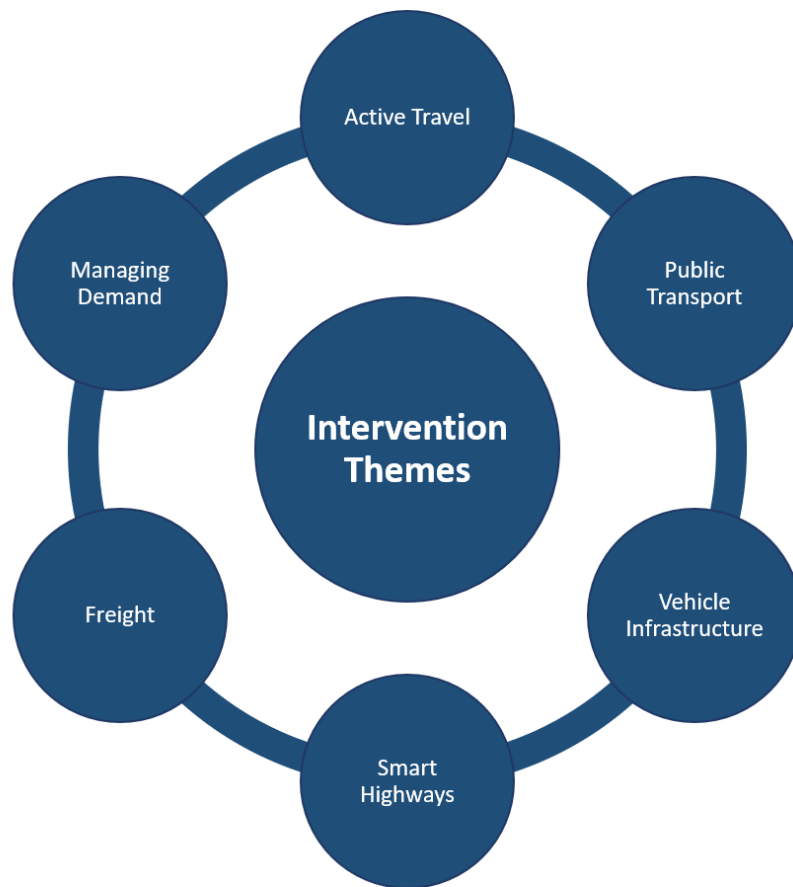 Active Travel
Public
Transport
Vehicle
Infrastructure
Smart
Highways
Freight
Managing
Demand
Intervention
Themes